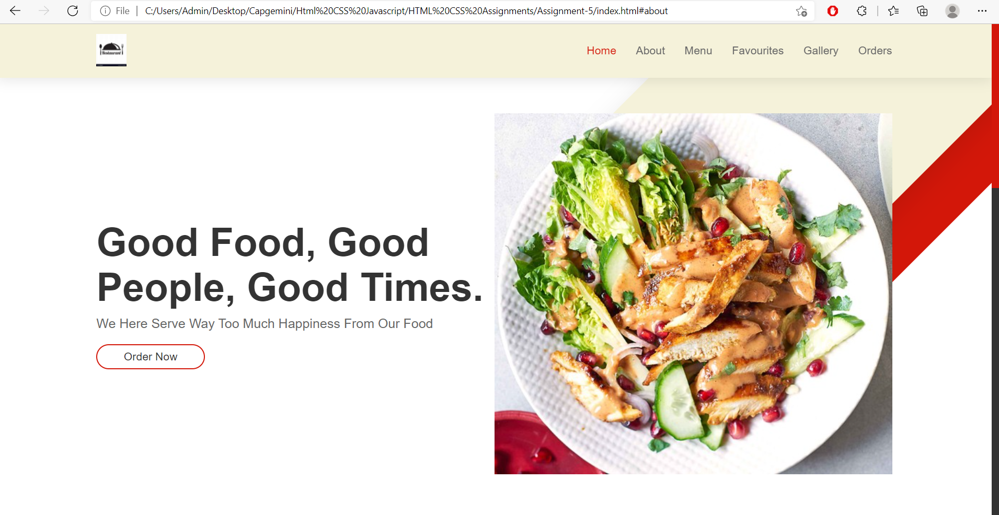 File
C:/Users/Admin/Desktop/Capgemini/Html%20CSS%20Javascript/HTML%20CSS%20Assignments/Assignment-5/index.html#about
Restaurant
Home About Menu Favourites Gallery Orders
Good Food, Good
People, Good Times.
We Here Serve Way Too Much Happiness From Our Food
Order Now